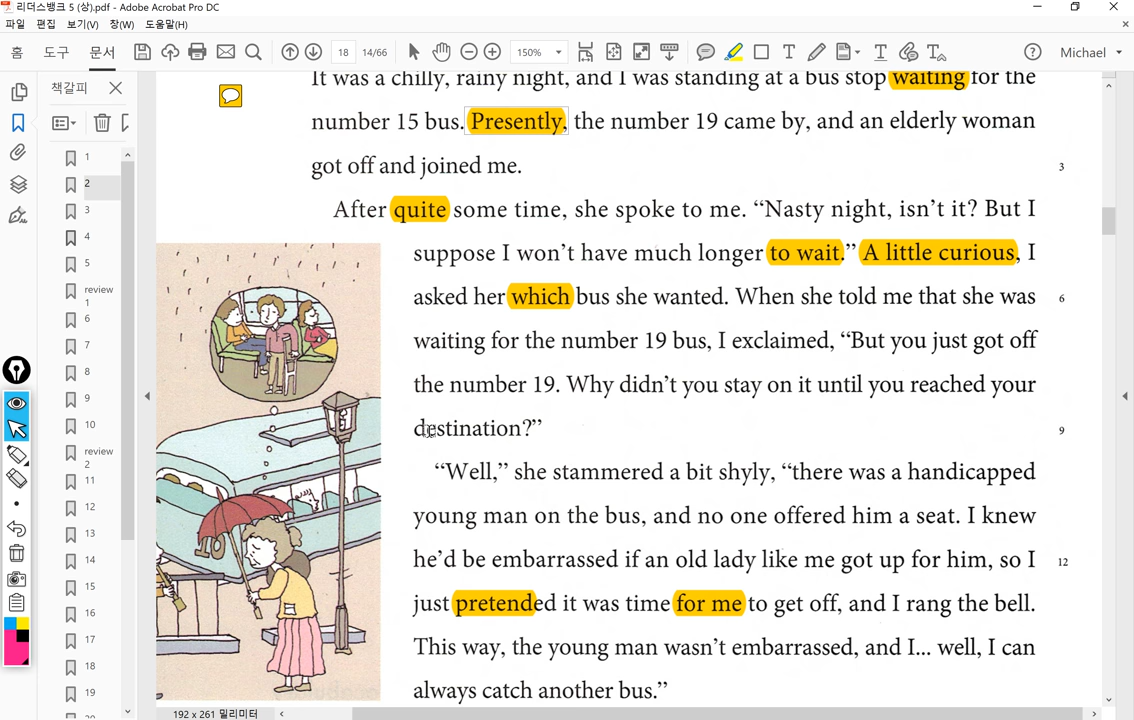 리더스뱅크 5 (상).pdf - Adobe Acrobat Pro DC
파일 편집 보기(V) 창(W) 도움말(H)
홈 도구 문서 18 14/66 150% Michael
책갈피
1
2
3
4
5
review 1
6
7
8
9
10
review 2
11
12
13
14
15
16
17
18
19
It was a chilly, rainy night, and I was standing at a bus stop waiting for the
number 15 bus. Presently, the number 19 came by, and an elderly woman
got off and joined me. 3
After quite some time, she spoke to me. “Nasty night, isn’t it? But I
suppose I won’t have much longer to wait.” A little curious, I
asked her which bus she wanted. When she told me that she was 6
waiting for the number 19 bus, I exclaimed, “But you just got off
the number 19. Why didn’t you stay on it until you reached your
destination?” 9
“Well,” she stammered a bit shyly, “there was a handicapped
young man on the bus, and no one offered him a seat. I knew
he’d be embarrassed if an old lady like me got up for him, so I 12
just pretended it was time for me to get off, and I rang the bell.
This way, the young man wasn’t embarrassed, and I... well, I can
always catch another bus.”
192 x 261 밀리미터